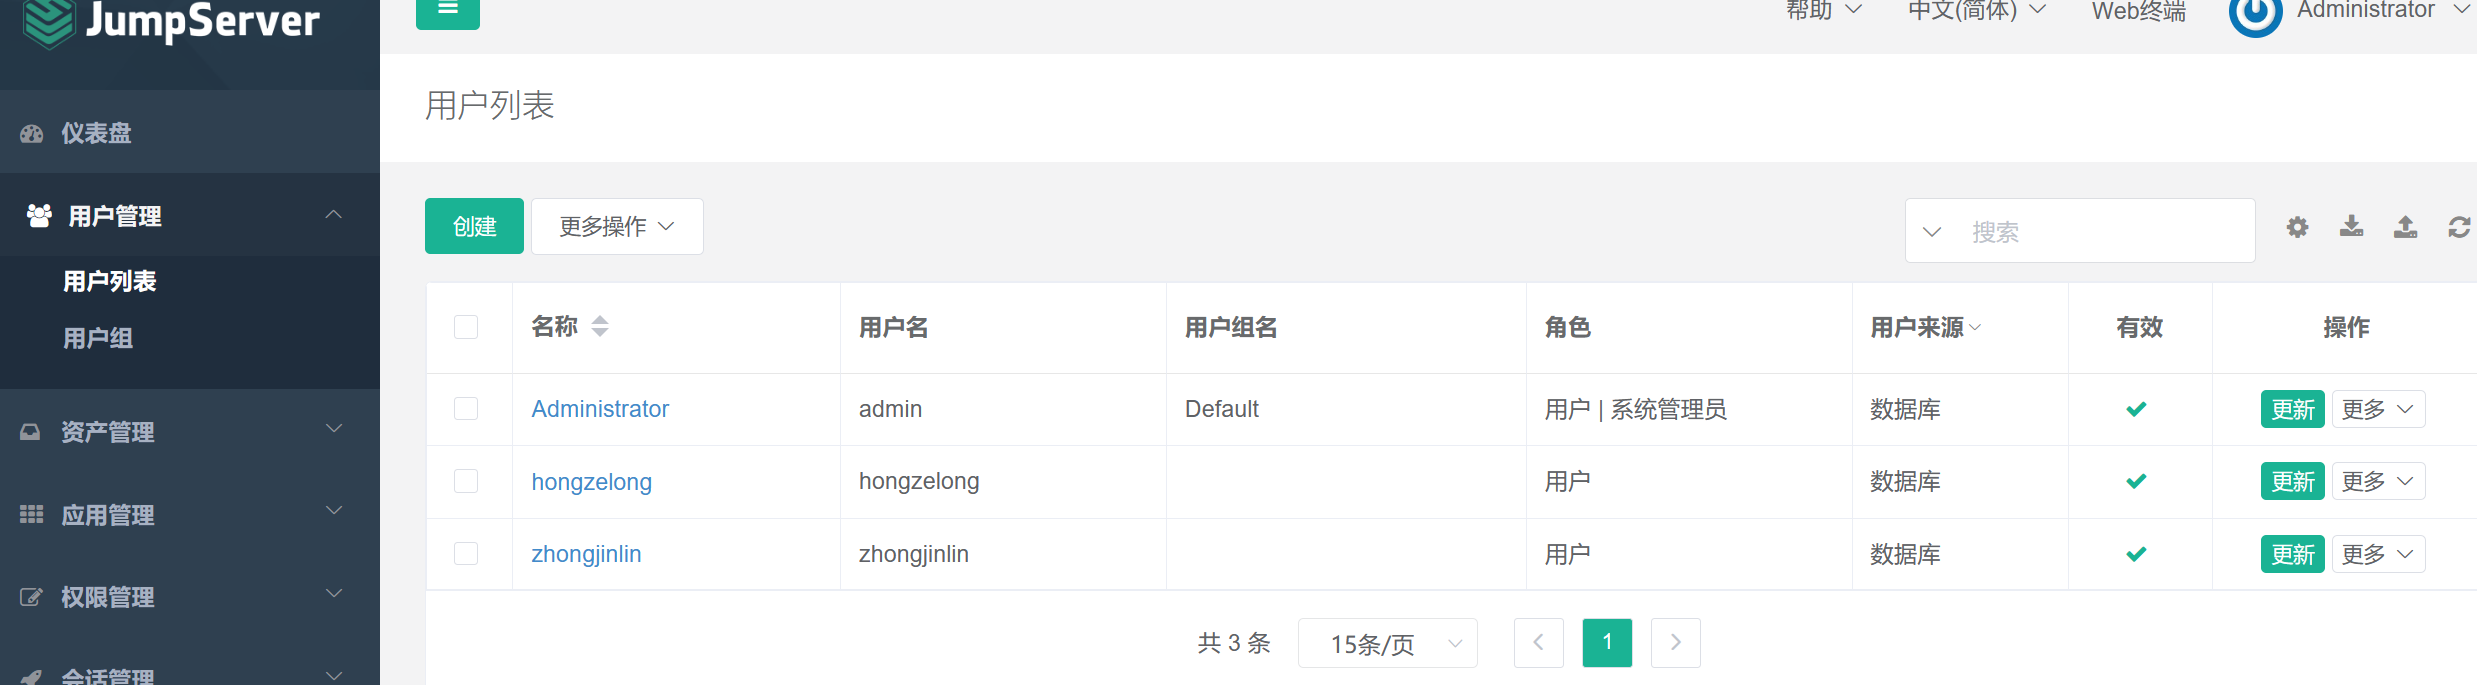 JumpServer
帮助 中文(简体) Web终端 Administrator
仪表盘
用户管理
用户列表
用户组
资产管理
应用管理
权限管理
会话管理
用户列表
创建 更多操作 搜索
名称 用户名 用户组名 角色 用户来源 有效 操作
Administrator admin Default 用户 | 系统管理员 数据库 更新 更多
hongzelong hongzelong 用户 数据库 更新 更多
zhongjinlin zhongjinlin 用户 数据库 更新 更多
共 3 条 15条/页 1